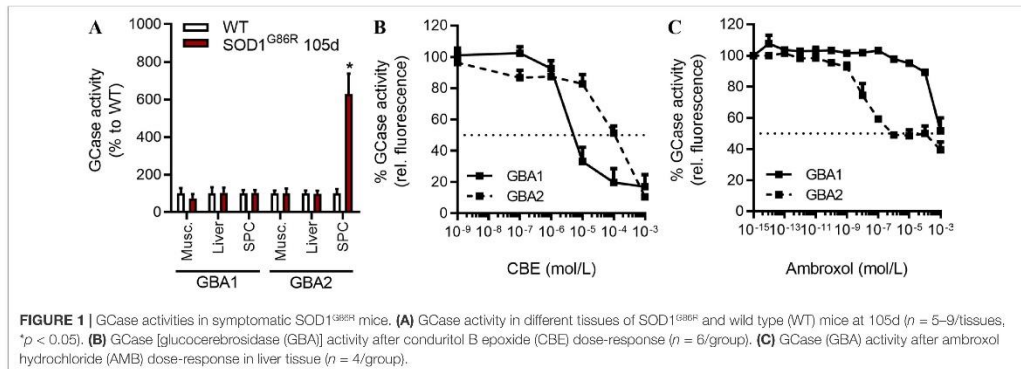 A
WT
SOD1G86R 105d
GCase activity
(% to WT)
1000
800
600
400
200
0
*
Musc.
Liver
SPC
Musc.
Liver
SPC
GBA1
GBA2
B
% GCase activity
(rel. fluorescence)
120
100
80
60
40
20
0
GBA1
GBA2
10-9
10-8
10-7
10-6
10-5
10-4
10-3
CBE (mol/L)
C
% GCase activity
(rel. fluorescence)
120
100
80
60
40
20
0
GBA1
GBA2
10-15
10-13
10-11
10-9
10-7
10-5
10-3
Ambroxol (mol/L)
FIGURE 1 | GCase activities in symptomatic SOD1G86R mice. (A) GCase activity in different tissues of SOD1G86R and wild type (WT) mice at 105d (n = 5–9/tissues,
*p < 0.05). (B) GCase [glucocerebrosidase (GBA)] activity after conduritol B epoxide (CBE) dose-response (n = 6/group). (C) GCase (GBA) activity after ambroxol
hydrochloride (AMB) dose-response in liver tissue (n = 4/group).